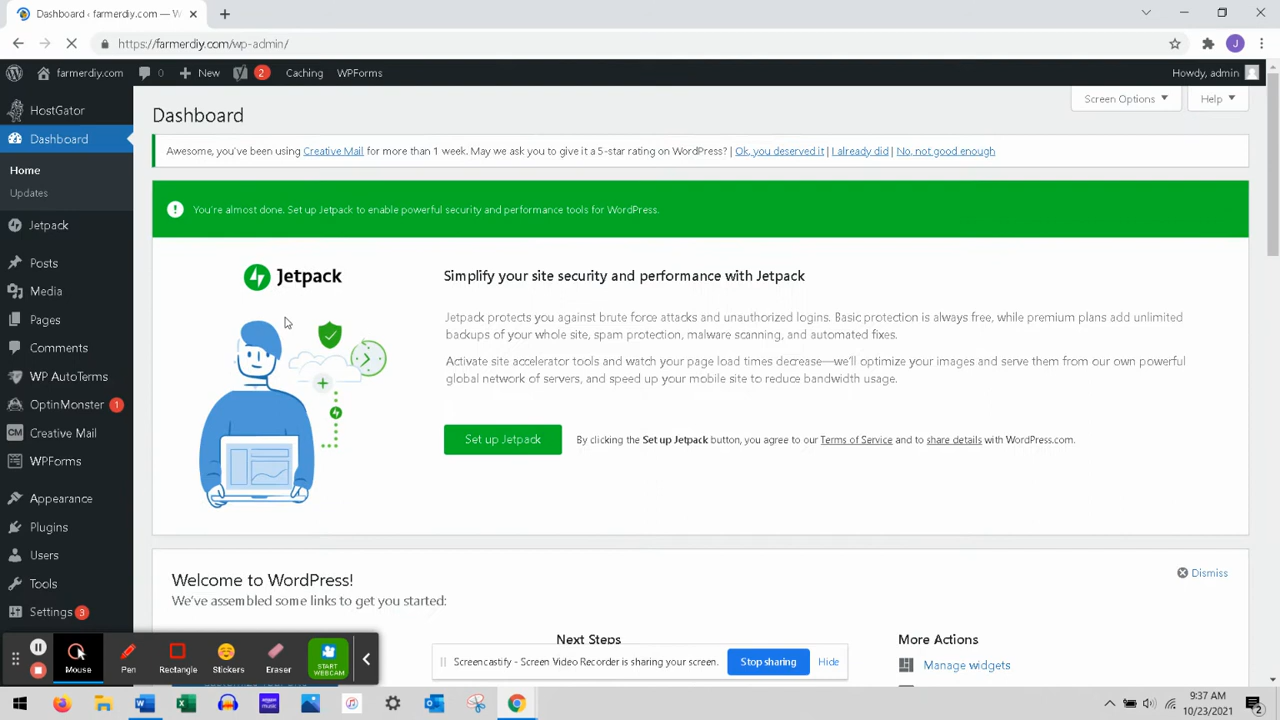 Dashboard ‹ farmerdiy.com — W
https://farmerdiy.com/wp-admin/
J
farmerdiy.com
0
New
2
Caching
WPForms
Howdy, admin
HostGator
Dashboard
Home
Updates
Jetpack
Posts
Media
Pages
Comments
WP AutoTerms
OptinMonster 1
CM Creative Mail
WPForms
Appearance
Plugins
Users
Tools
Settings 3
Dashboard
Screen Options
Help
Awesome, you've been using Creative Mail for more than 1 week. May we ask you to give it a 5-star rating on WordPress? | Ok, you deserved it | I already did | No, not good enough
You're almost done. Set up Jetpack to enable powerful security and performance tools for WordPress.
Jetpack
Simplify your site security and performance with Jetpack
Jetpack protects you against brute force attacks and unauthorized logins. Basic protection is always free, while premium plans add unlimited
backups of your whole site, spam protection, malware scanning, and automated fixes.
Activate site accelerator tools and watch your page load times decrease—we'll optimize your images and serve them from our own powerful
global network of servers, and speed up your mobile site to reduce bandwidth usage.
Set up Jetpack
By clicking the Set up Jetpack button, you agree to our Terms of Service and to share details with WordPress.com.
Welcome to WordPress!
Dismiss
We've assembled some links to get you started:
Next Steps
More Actions
Manage widgets
Mouse
Pen
Rectangle
Stickers
Eraser
START
WEBCAM
Screencastify - Screen Video Recorder is sharing your screen.
Stop sharing
Hide
amazon
music
9:37 AM
10/23/2021
2